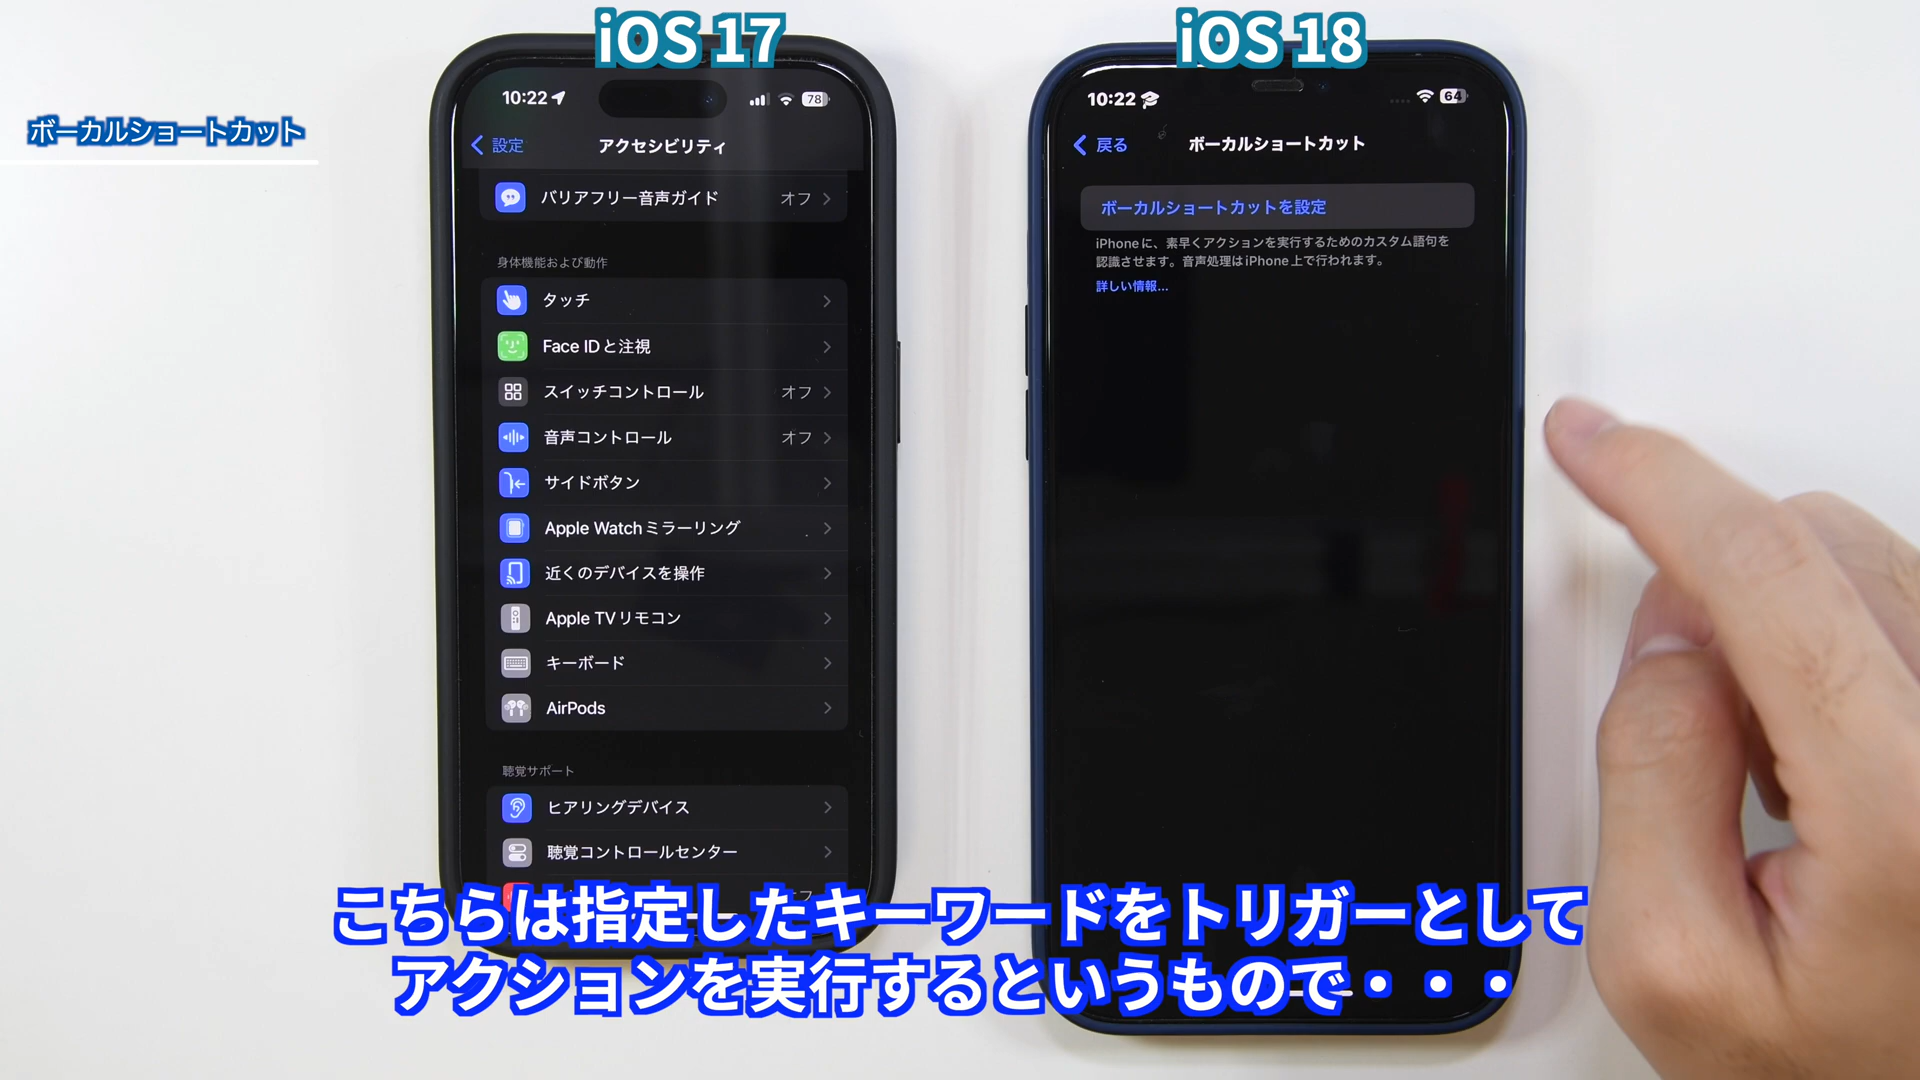 iOS 17
iOS 18
ボーカルショートカット
10:22
78
設定
アクセシビリティ
バリアフリー音声ガイド
オフ
身体機能および動作
タッチ
Face IDと注視
スイッチコントロール
オフ
音声コントロール
オフ
サイドボタン
Apple Watchミラーリング
近くのデバイスを操作
Apple TVリモコン
キーボード
AirPods
聴覚サポート
ヒアリングデバイス
聴覚コントロールセンター
10:22
64
戻る
ボーカルショートカット
ボーカルショートカットを設定
iPhoneに、素早くアクションを実行するためのカスタム語句を
認識させます。音声処理はiPhone上で行われます。
詳しい情報...
こちらは指定したキーワードをトリガーとして
アクションを実行するというもので・・・